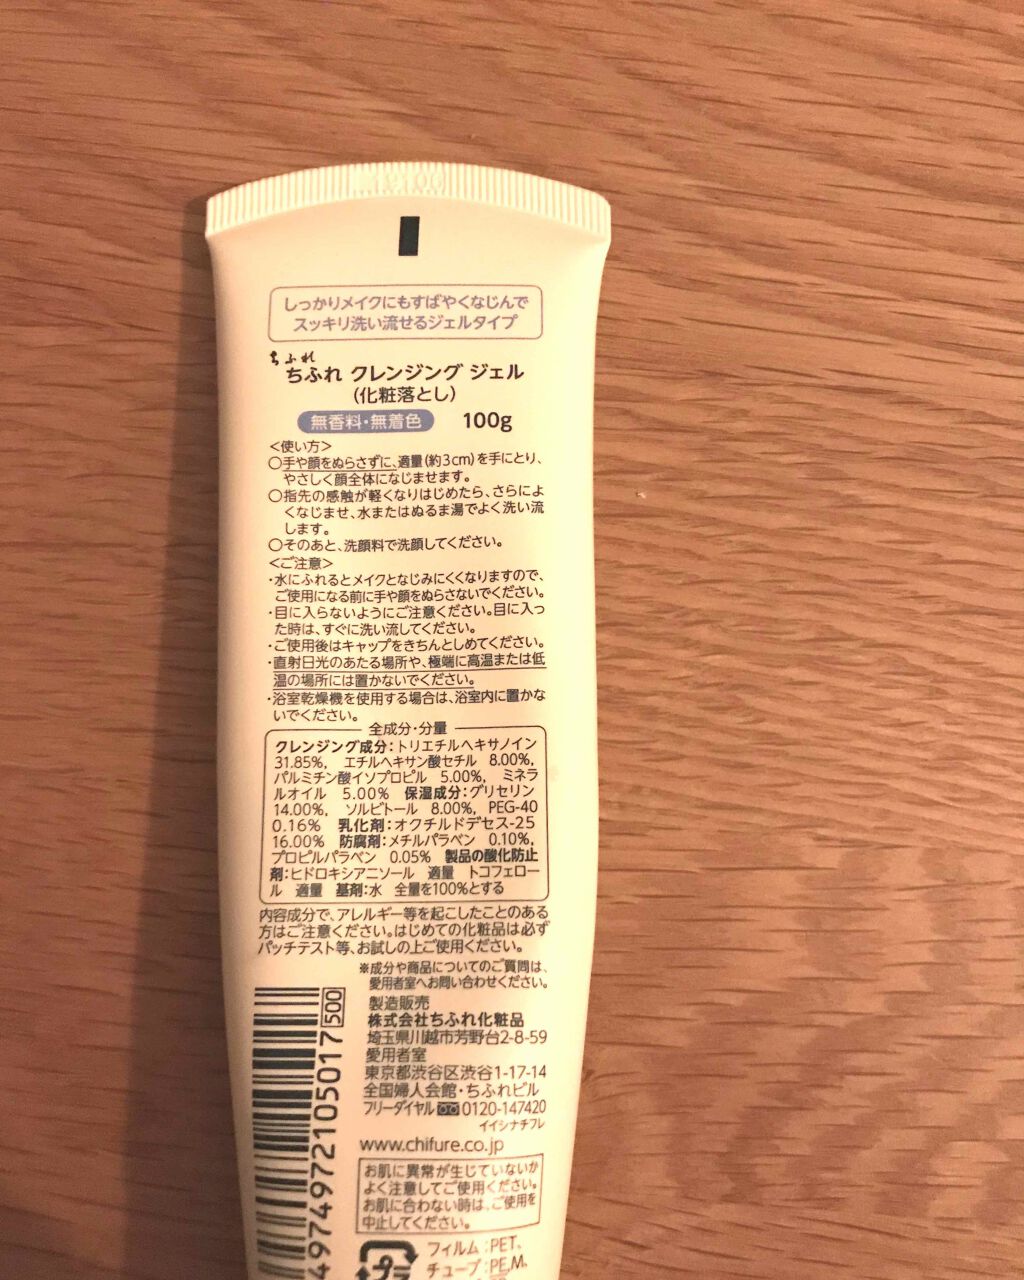 しっかりメイクにもすばやくなじんで
スッキリ洗い流せるジェルタイプ
ちふれ
ちふれ クレンジング ジェル
(化粧落とし)
無香料・無着色 100g
<使い方>
○手や顔をぬらさずに、適量(約3cm)を手にとり、
やさしく顔全体になじませます。
○指先の感触が軽くなりはじめたら、さらによ
くなじませ、水またはぬるま湯でよく洗い流
します。
○そのあと、洗顔料で洗顔してください。
<ご注意>
・水にふれるとメイクとなじみにくくなりますので、
ご使用になる前に手や顔をぬらさないでください。
・目に入らないようにご注意ください。目に入っ
た時は、すぐに洗い流してください。
・ご使用後はキャップをきちんとしめてください。
・直射日光のあたる場所や、極端に高温または低
温の場所には置かないでください。
・浴室乾燥機を使用する場合は、浴室内に置かな
いでください。
全成分・分量
クレンジング成分:トリエチルヘキサノイン
31.85%, エチルヘキサン酸セチル 8.00%,
パルミチン酸イソプロピル 5.00%, ミネラ
ルオイル 5.00% 保湿成分:グリセリン
14.00%, ソルビトール 8.00%, PEG-40
0.16% 乳化剤:オクチルドデセス-25
16.00% 防腐剤:メチルパラベン 0.10%,
プロピルパラベン 0.05% 製品の酸化防止
剤:ヒドロキシアニソール 適量 トコフェロー
ル 適量 基剤:水 全量を100%とする
内容成分で、アレルギー等を起こしたことのある
方はご注意ください。はじめての化粧品は必ず
パッチテスト等、お試しの上ご使用ください。
※成分や商品についてのご質問は、
愛用者室へお問い合わせください。
製造販売
株式会社ちふれ化粧品
埼玉県川越市芳野台2-8-59
愛用者室
東京都渋谷区渋谷1-17-14
全国婦人会館・ちふれビル
フリーダイヤル 0120-147420
イイシナチフレ
www.chifure.co.jp
お肌に異常が生じていないか
よく注意してご使用ください。
お肌に合わない時は、ご使用を
中止してください。
プラ
フィルム:PET、
チューブ:PE,M、
500
4974972105017